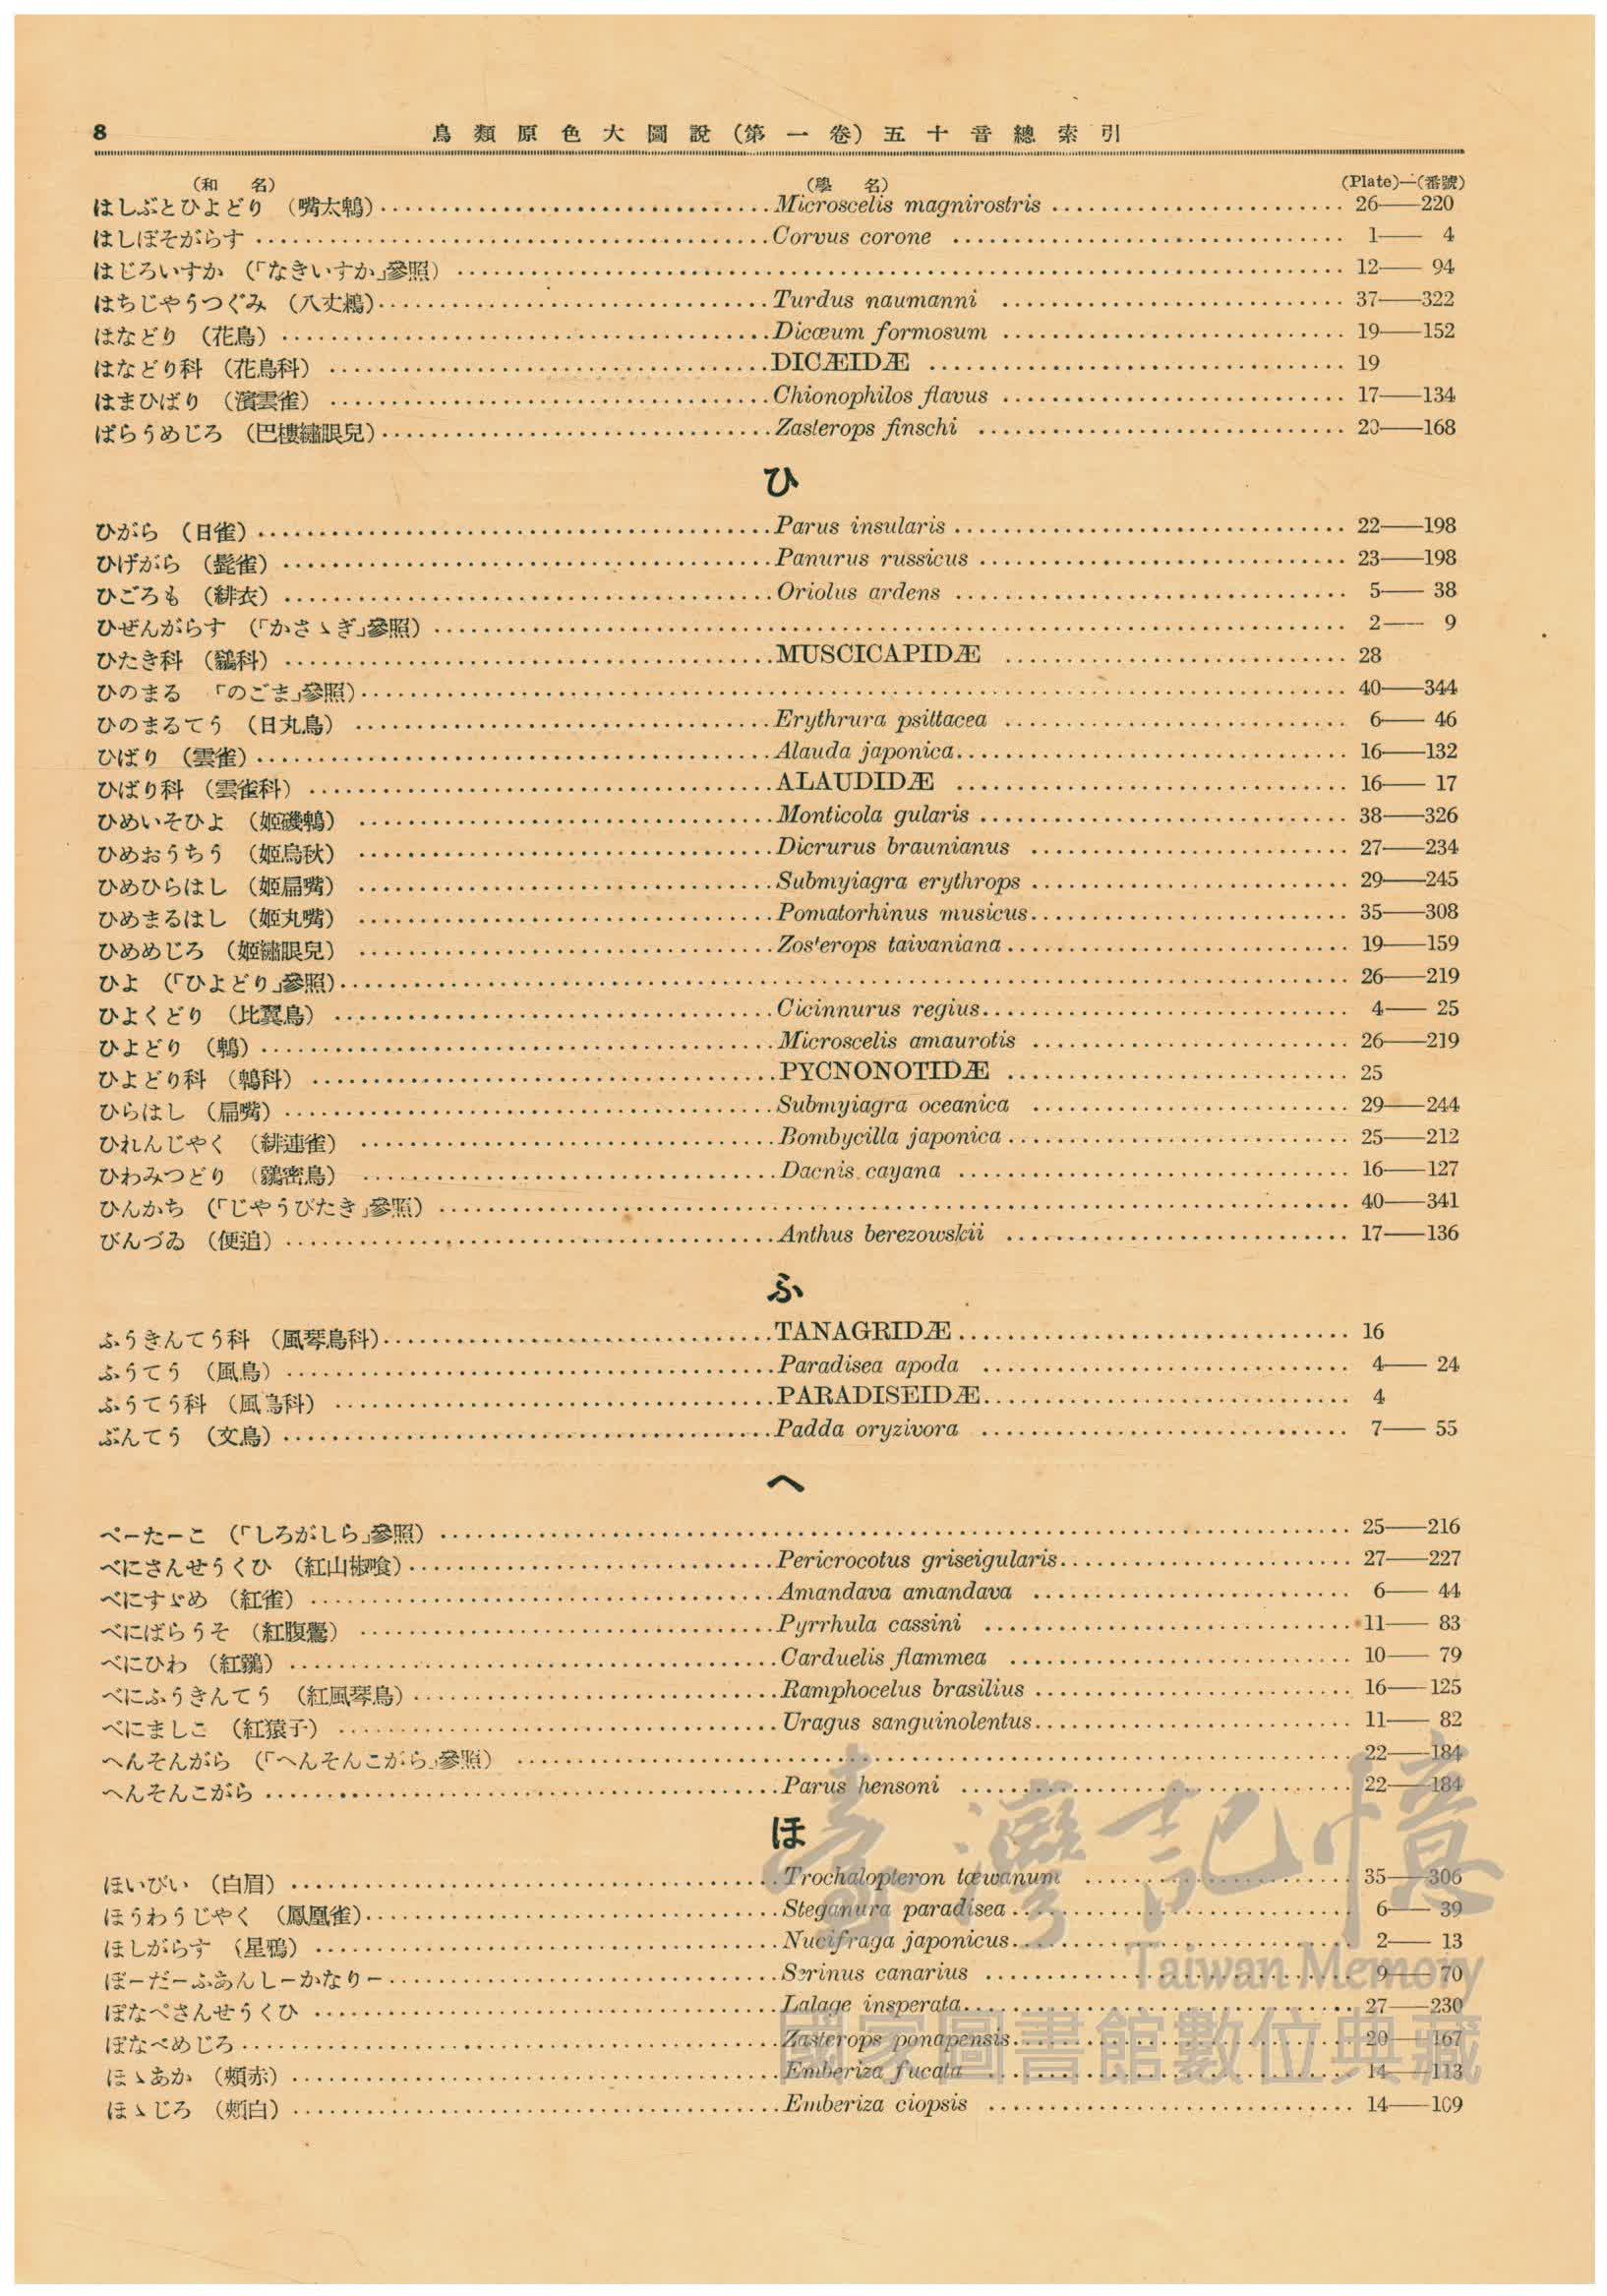 8 鳥類原色大圖說(第一卷)五十音總索引
(和名) (學名) (Plate)—(番號)
はしぶとひよどり (嘴太鵯)……Microscelis magnirostris……26——220
はしぼそがらす……Corvus corone……1——4
はじろいすか (「なきいすか」參照)……12——94
はちじやうつぐみ (八丈鶫)……Turdus naumanni……37——322
はなどり (花鳥)……Dicæum formosum……19——152
はなどり科 (花鳥科)……DICÆIDÆ……19
はまひばり (濱雲雀)……Chionophilos flavus……17——134
ぱらうめじろ (巴樓繡眼兒)……Zasterops finschi……20——168
ひ
ひがら (日雀)……Parus insularis……22——198
ひげがら (髭雀)……Panurus russicus……23——198
ひごろも (緋衣)……Oriolus ardens……5——38
ひぜんがらす (「かさゝぎ」參照)……2——9
ひたき科 (鶲科)……MUSCICAPIDÆ……28
ひのまる 「のごま」參照)……40——344
ひのまるてう (日丸鳥)……Erythrura psittacea……6——46
ひばり (雲雀)……Alauda japonica……16——132
ひばり科 (雲雀科)……ALAUDIDÆ……16——17
ひめいそひよ (姬磯鵯)……Monticola gularis……38——326
ひめおうちう (姬烏秋)……Dicrurus braunianus……27——234
ひめひらはし (姬扁嘴)……Submyiagra erythrops……29——245
ひめまるはし (姬丸嘴)……Pomatorhinus musicus……35——308
ひめめじろ (姬繡眼兒)……Zosterops taivaniana……19——159
ひよ (「ひよどり」參照)……26——219
ひよくどり (比翼鳥)……Cicinnurus regius……4——25
ひよどり (鵯)……Microscelis amaurotis……26——219
ひよどり科 (鵯科)……PYCNONOTIDÆ……25
ひらはし (扁嘴)……Submyiagra oceanica……29——244
ひれんじやく (緋連雀)……Bombycilla japonica……25——212
ひわみつどり (鶸密鳥)……Dacnis cayana……16——127
ひんかち (「じやうびたき」參照)……40——341
びんづゐ (便追)……Anthus berezowskii……17——136
ふ
ふうきんてう科 (風琴鳥科)……TANAGRIDÆ……16
ふうてう (風鳥)……Paradisea apoda……4——24
ふうてう科 (風鳥科)……PARADISEIDÆ……4
ぶんてう (文鳥)……Padda oryzivora……7——55
へ
ぺーたーこ (「しろがしら」參照)……25——216
べにさんせうくひ (紅山椒喰)……Pericrocotus griseigularis……27——227
べにすゞめ (紅雀)……Amandava amandava……6——44
べにばらうそ (紅腹鷽)……Pyrrhula cassini……11——83
べにひわ (紅鶸)……Carduelis flammea……10——79
べにふうきんてう (紅風琴鳥)……Ramphocelus brasilius……16——125
べにましこ (紅猿子)……Uragus sanguinolentus……11——82
へんそんがら (「へんそんこがら」參照)……22——184
へんそんこがら……Parus hensoni……22——184
ほ
ほいびい (白眉)……Trochalopteron tæwanum……35——306
ほうわうじやく (鳳凰雀)……Steganura paradisea……6——39
ほしがらす (星鴉)……Nucifraga japonicus……2——13
ぼーだーふあんしーかなりー……Serinus canarius……9——70
ぽなぺさんせうくひ……Lalage insperata……27——230
ぽなぺめじろ……Zasterops ponapensis……20——167
ほゝあか (頰赤)……Emberiza fucata……14——113
ほゝじろ (頰白)……Emberiza ciopsis……14——109
臺灣記憶
Taiwan Memory
國家圖書館數位典藏